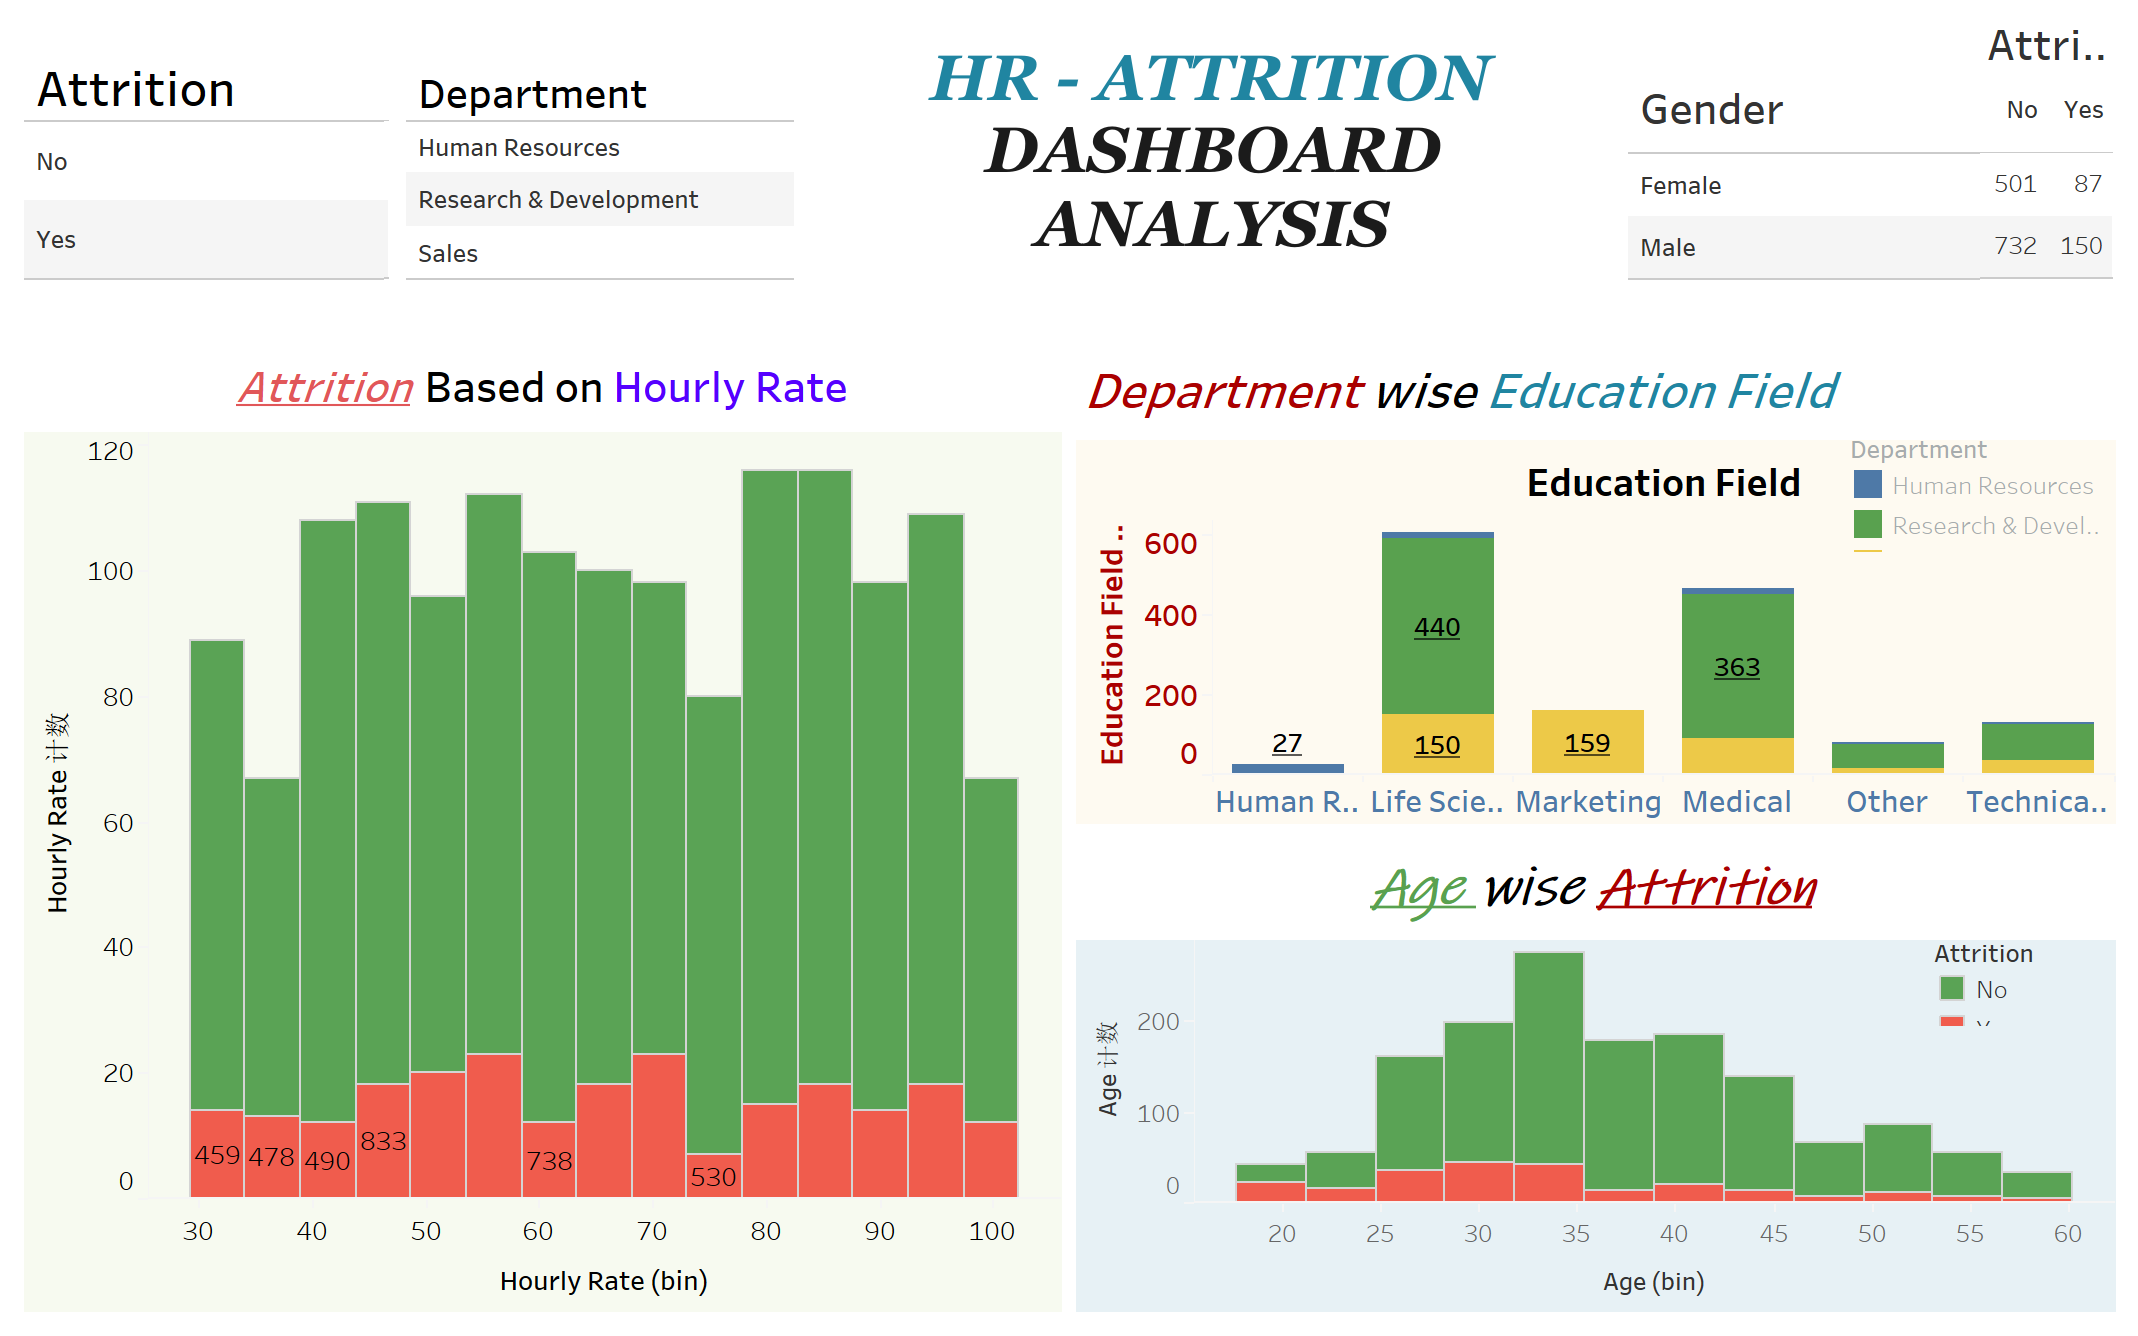 Attrition
No
Yes
Department
Human Resources
Research & Development
Sales
HR - ATTRITION
DASHBOARD
ANALYSIS
Attri..
Gender No Yes
Female 501 87
Male 732 150
Attrition Based on Hourly Rate
120
100
80
60
40
20
0
Hourly Rate 计数
459 478 490 833 738 530
30 40 50 60 70 80 90 100
Hourly Rate (bin)
Department wise Education Field
Education Field
Department
Human Resources
Research & Devel..
Education Field ..
600
400
200
0
440
363
27 150 159
Human R.. Life Scie.. Marketing Medical Other Technica..
Age wise Attrition
Attrition
No
Age 计数
200
100
0
20 25 30 35 40 45 50 55 60
Age (bin)